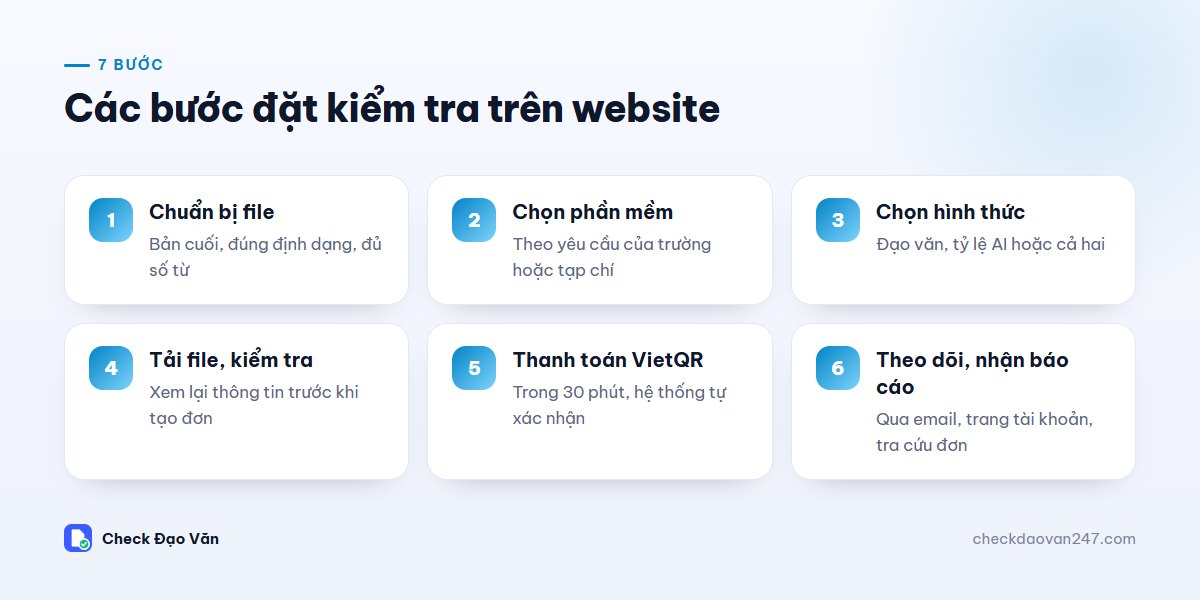 7 BƯỚC
Các bước đặt kiểm tra trên website
1
Chuẩn bị file
Bản cuối, đúng định dạng, đủ
số từ
2
Chọn phần mềm
Theo yêu cầu của trường
hoặc tạp chí
3
Chọn hình thức
Đạo văn, tỷ lệ AI hoặc cả hai
4
Tải file, kiểm tra
Xem lại thông tin trước khi
tạo đơn
5
Thanh toán VietQR
Trong 30 phút, hệ thống tự
xác nhận
6
Theo dõi, nhận báo
cáo
Qua email, trang tài khoản,
tra cứu đơn
Check Đạo Văn
checkdaovan247.com